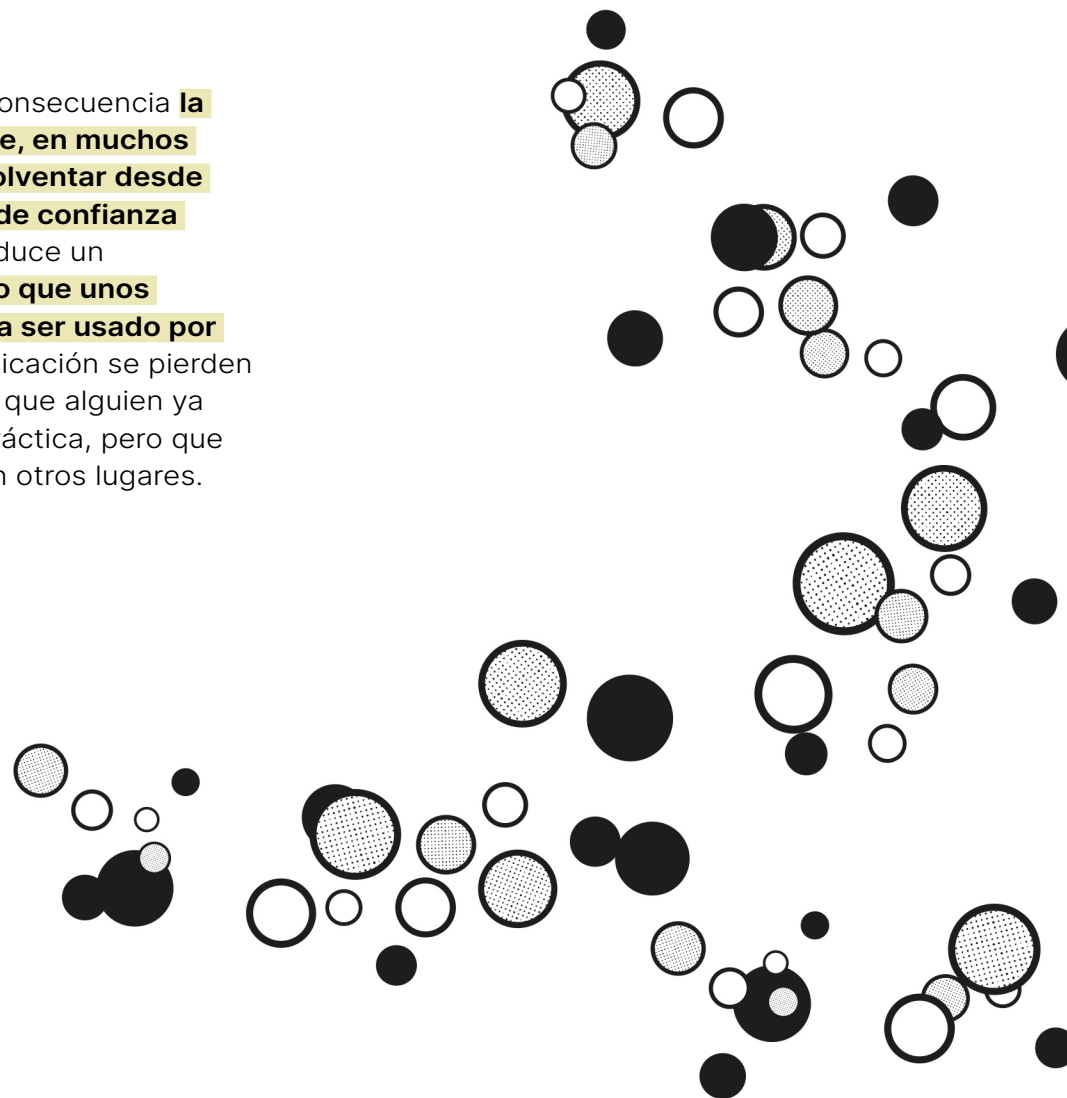 onsecuencia la
e, en muchos
olventar desde
de confianza
duce un
o que unos
a ser usado por
icación se pierden
que alguien ya
áctica, pero que
n otros lugares.